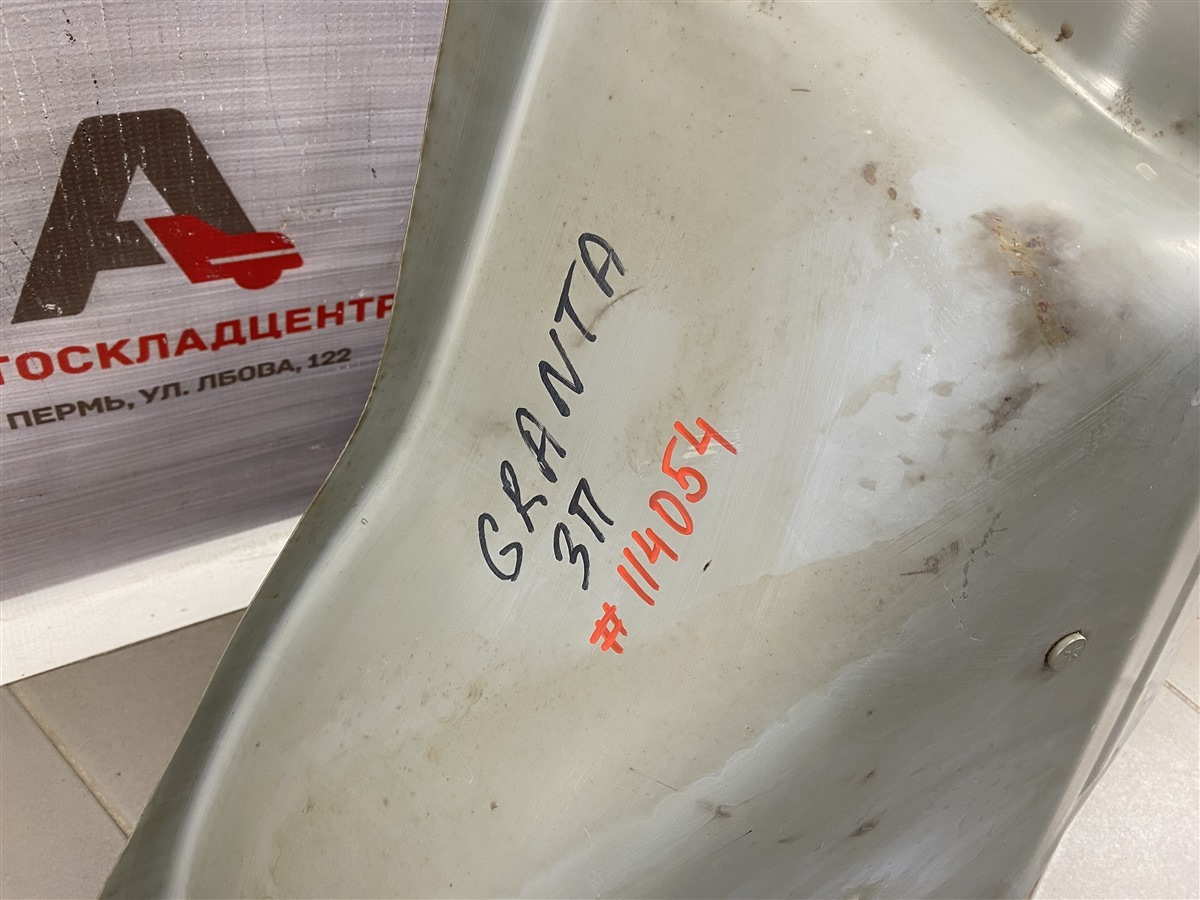 ТОСКЛАДЦЕНТР
ПЕРМЬ, УЛ. ЛБОВА, 122
GRANTA
ЗП
#114054